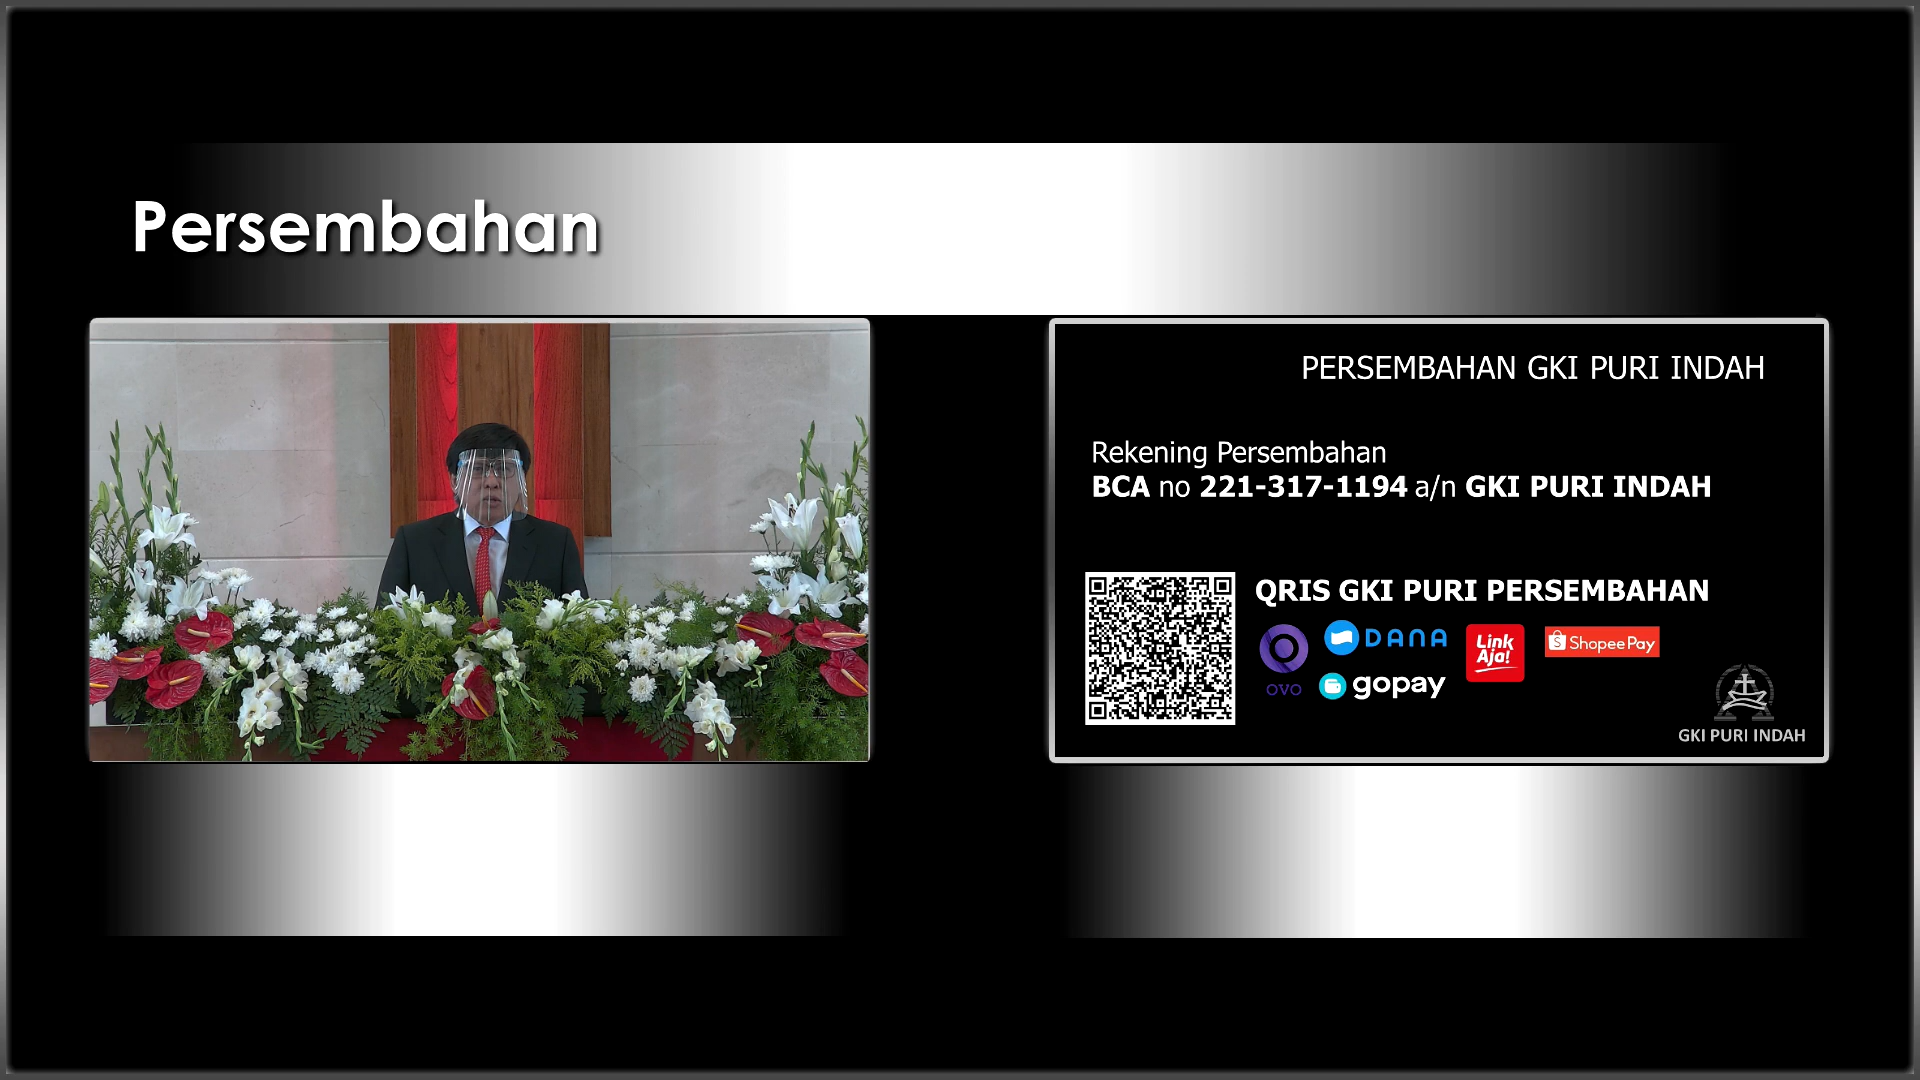 Persembahan
PERSEMBAHAN GKI PURI INDAH
Rekening Persembahan
BCA no 221-317-1194 a/n GKI PURI INDAH
QRIS GKI PURI PERSEMBAHAN
OVO
DANA
gopay
Link
Aja!
ShopeePay
GKI PURI INDAH